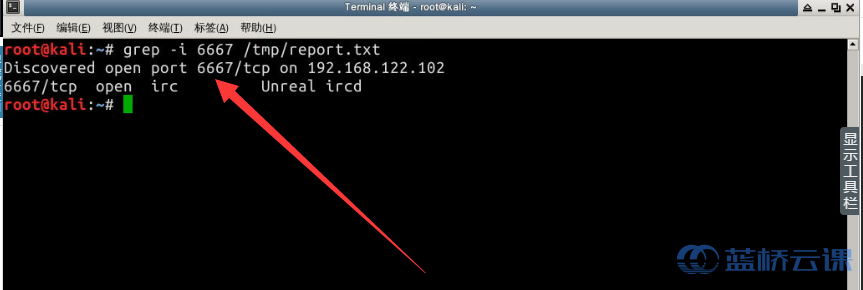 Terminal 终端 - root@kali: ~
文件(F) 编辑(E) 视图(V) 终端(T) 标签(A) 帮助(H)
root@kali:~# grep -i 6667 /tmp/report.txt
Discovered open port 6667/tcp on 192.168.122.102
6667/tcp open irc Unreal ircd
root@kali:~#
显示工具栏
蓝桥云课